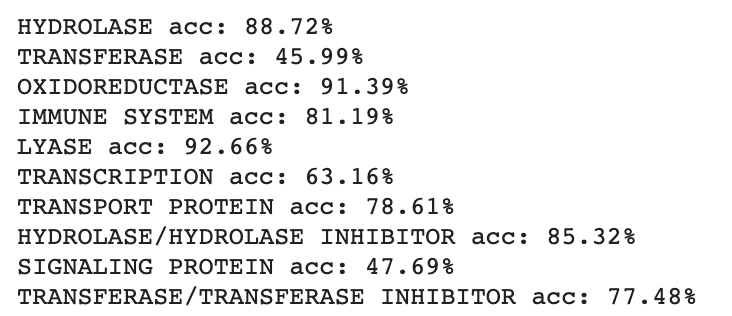 HYDROLASE acc: 88.72%
TRANSFERASE acc: 45.99%
OXIDOREDUCTASE acc: 91.39%
IMMUNE SYSTEM acc: 81.19%
LYASE acc: 92.66%
TRANSCRIPTION acc: 63.16%
TRANSPORT PROTEIN acc: 78.61%
HYDROLASE/HYDROLASE INHIBITOR acc: 85.32%
SIGNALING PROTEIN acc: 47.69%
TRANSFERASE/TRANSFERASE INHIBITOR acc: 77.48%